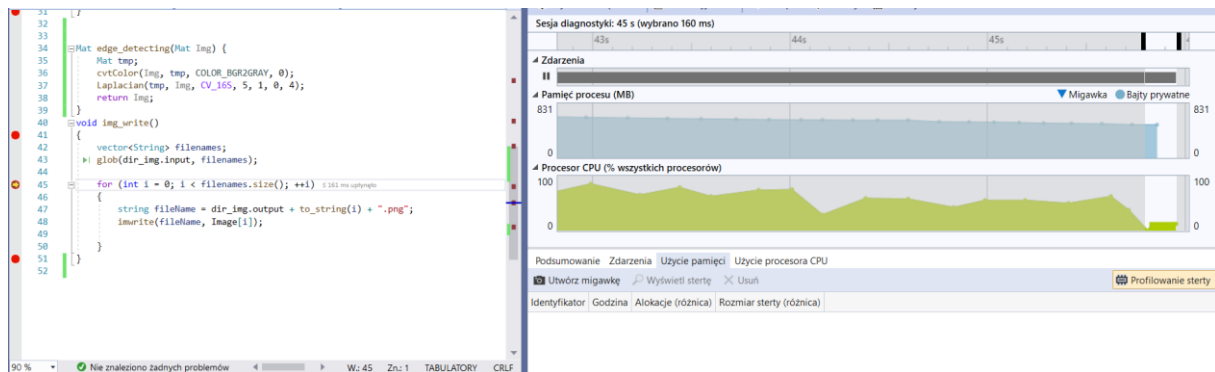 31 }
32
33
34 Mat edge_detecting(Mat Img) {
35 Mat tmp;
36 cvtColor(Img, tmp, COLOR_BGR2GRAY, 0);
37 Laplacian(tmp, Img, CV_16S, 5, 1, 0, 4);
38 return Img;
39 }
40 void img_write()
41 {
42 vector<String> filenames;
43 glob(dir_img.input, filenames);
44
45 for (int i = 0; i < filenames.size(); ++i) ≤ 161 ms upłynęło
46 {
47 string fileName = dir_img.output + to_string(i) + ".png";
48 imwrite(fileName, Image[i]);
49
50 }
51 }
52
90 % Nie znaleziono żadnych problemów W.: 45 Zn.: 1 TABULATORY CRLF
Sesja diagnostyki: 45 s (wybrano 160 ms)
43s 44s 45s
Zdarzenia
Pamięć procesu (MB) Migawka Bajty prywatne
831 831
0 0
Procesor CPU (% wszystkich procesorów)
100 100
0 0
Podsumowanie Zdarzenia Użycie pamięci Użycie procesora CPU
Utwórz migawkę Wyświetl stertę Usuń Profilowanie sterty
Identyfikator Godzina Alokacje (różnica) Rozmiar sterty (różnica)